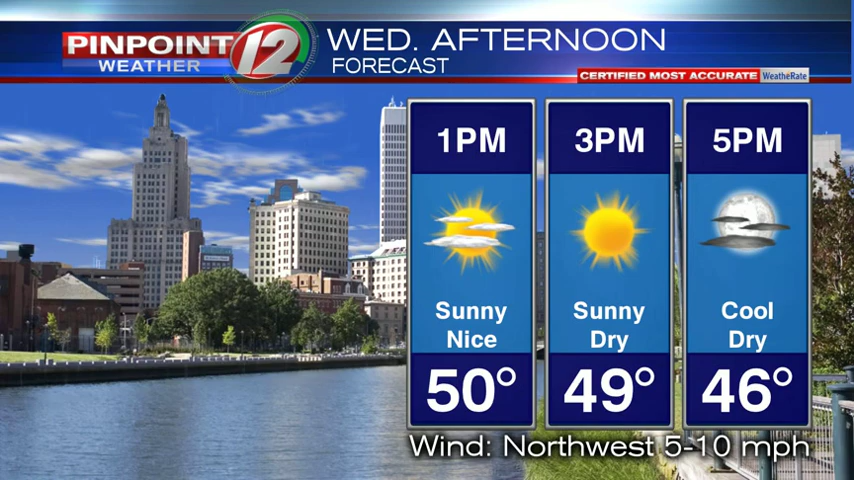 PINPOINT 12
WEATHER
WED. AFTERNOON
FORECAST
CERTIFIED MOST ACCURATE WeatheRate
1PM
Sunny
Nice
50°
3PM
Sunny
Dry
49°
5PM
Cool
Dry
46°
Wind: Northwest 5-10 mph